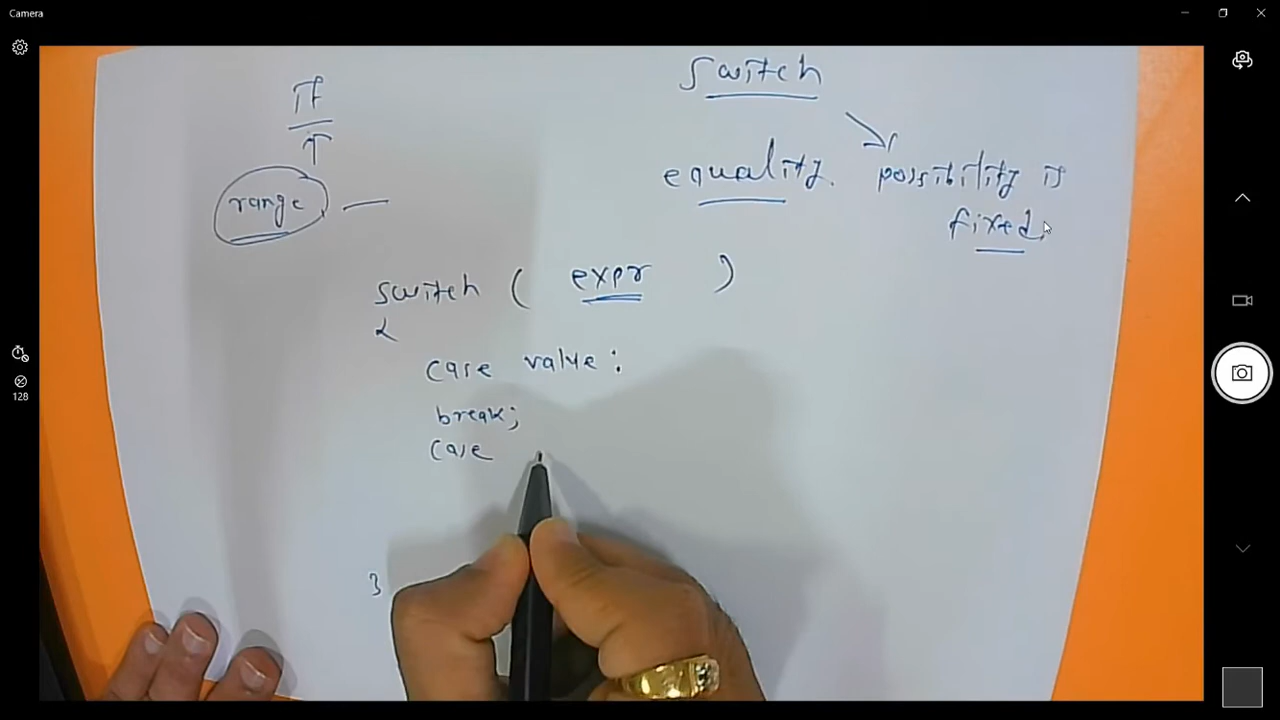 Camera
if
switch
equality.
possibility is
fixed.
range —
switch ( expr )
{
case value:
break;
case
}
128